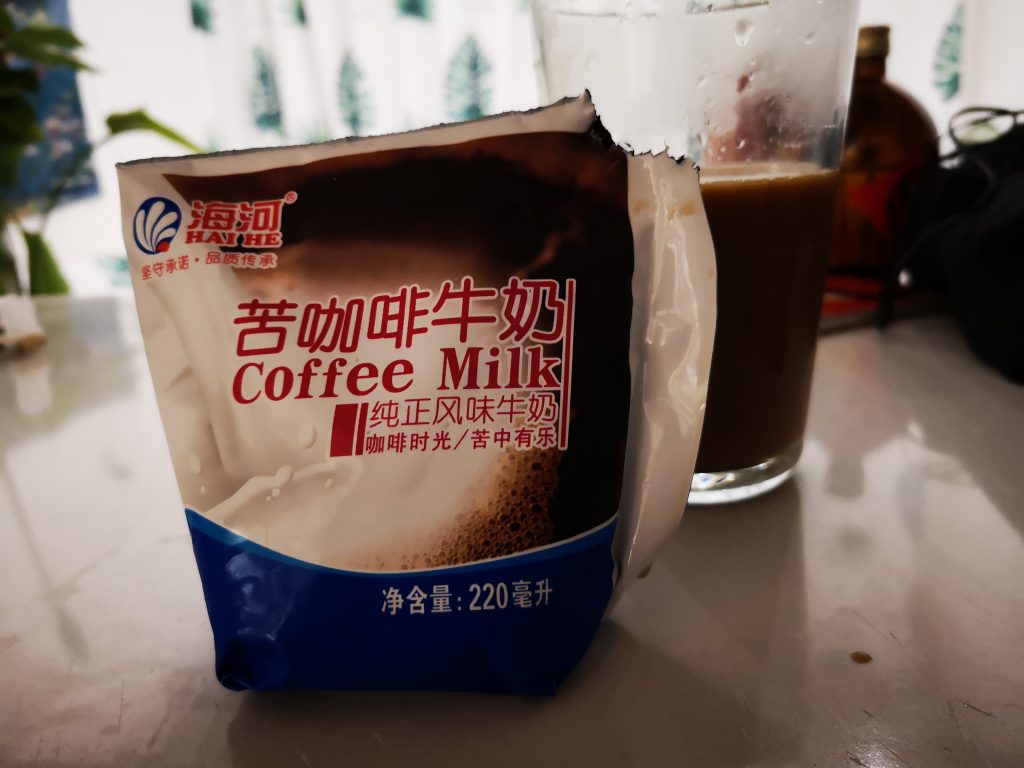 海河®
HAI HE
坚守承诺·品质传承
苦咖啡牛奶
Coffee Milk
纯正风味牛奶
咖啡时光/苦中有乐
净含量:220毫升